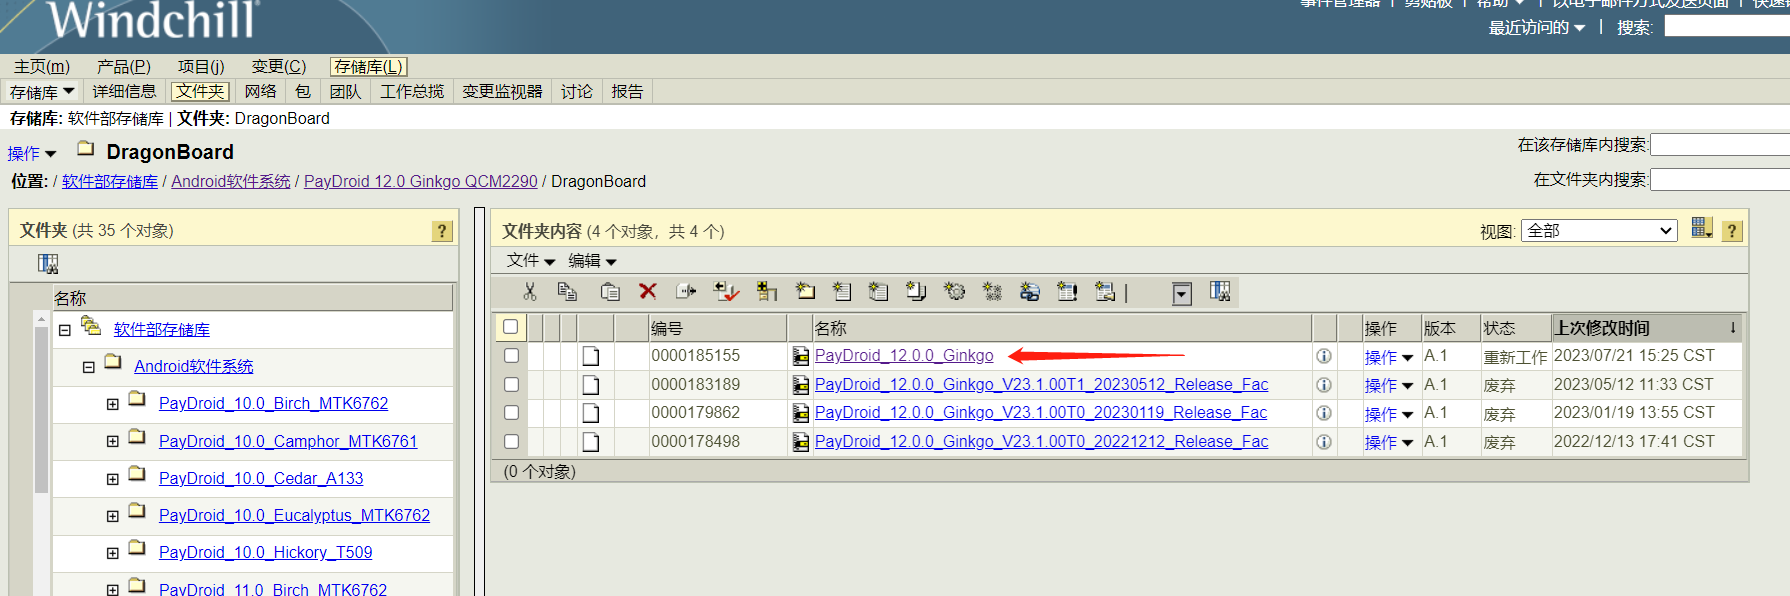 Windchill
事件管理器 | 剪贴板 | 帮助 | 以电子邮件方式发送页面 | 快速
最近访问的 | 搜索:
主页(m) 产品(P) 项目(j) 变更(C) 存储库(L)
存储库 详细信息 文件夹 网络 包 团队 工作总揽 变更监视器 讨论 报告
存储库: 软件部存储库 | 文件夹: DragonBoard
操作 DragonBoard
在该存储库内搜索:
位置: / 软件部存储库 / Android软件系统 / PayDroid 12.0 Ginkgo QCM2290 / DragonBoard
在文件夹内搜索:
文件夹 (共 35 个对象) ?
名称
软件部存储库
Android软件系统
PayDroid_10.0_Birch_MTK6762
PayDroid_10.0_Camphor_MTK6761
PayDroid_10.0_Cedar_A133
PayDroid_10.0_Eucalyptus_MTK6762
PayDroid_10.0_Hickory_T509
PayDroid_11.0_Birch_MTK6762
文件夹内容 (4 个对象，共 4 个) 视图: 全部 ?
文件 编辑
编号 名称 操作 版本 状态 上次修改时间 ↓
0000185155 PayDroid_12.0.0_Ginkgo 操作 A.1 重新工作 2023/07/21 15:25 CST
0000183189 PayDroid_12.0.0_Ginkgo_V23.1.00T1_20230512_Release_Fac 操作 A.1 废弃 2023/05/12 11:33 CST
0000179862 PayDroid_12.0.0_Ginkgo_V23.1.00T0_20230119_Release_Fac 操作 A.1 废弃 2023/01/19 13:55 CST
0000178498 PayDroid_12.0.0_Ginkgo_V23.1.00T0_20221212_Release_Fac 操作 A.1 废弃 2022/12/13 17:41 CST
(0 个对象)